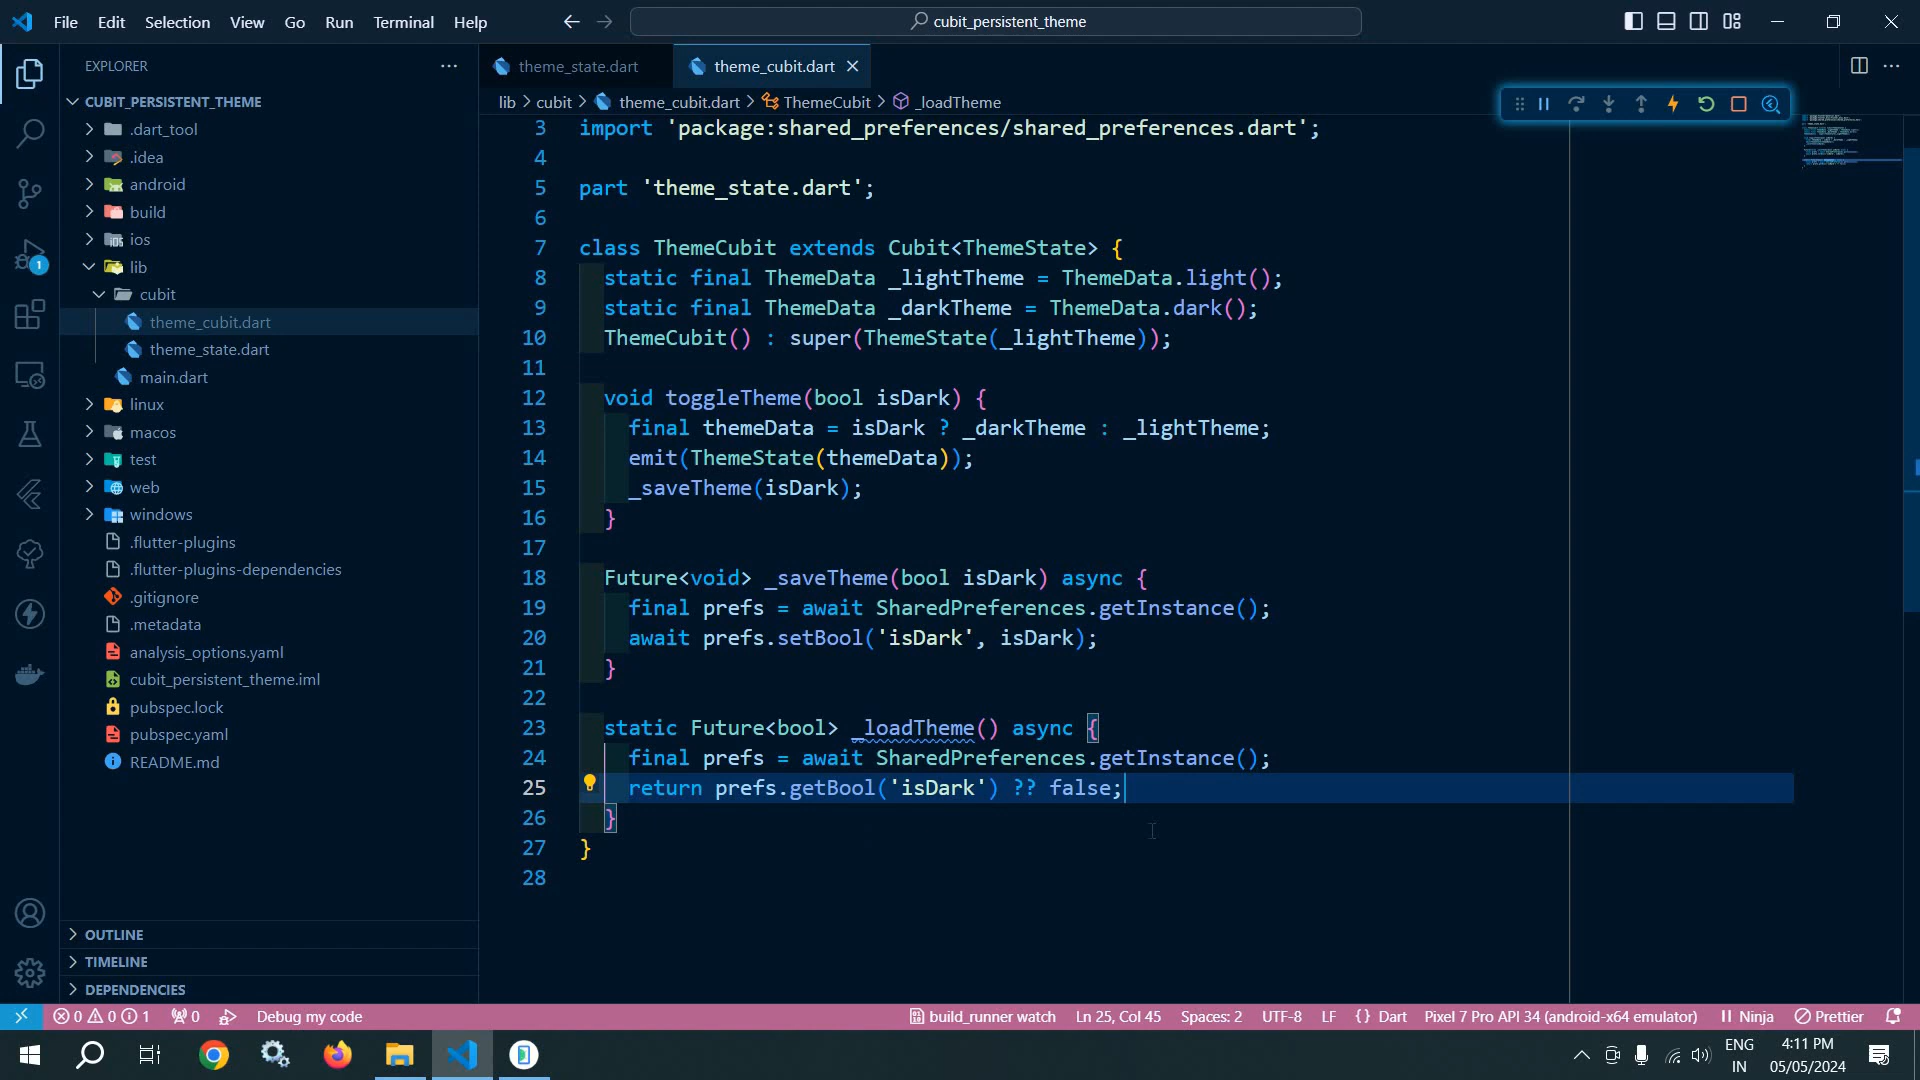 File Edit Selection View Go Run Terminal Help
cubit_persistent_theme
EXPLORER
CUBIT_PERSISTENT_THEME
.dart_tool
.idea
android
build
ios
lib
cubit
theme_cubit.dart
theme_state.dart
main.dart
linux
macos
test
web
windows
.flutter-plugins
.flutter-plugins-dependencies
.gitignore
.metadata
analysis_options.yaml
cubit_persistent_theme.iml
pubspec.lock
pubspec.yaml
README.md
OUTLINE
TIMELINE
DEPENDENCIES
1
theme_state.dart theme_cubit.dart
lib > cubit > theme_cubit.dart > ThemeCubit > _loadTheme
3 import 'package:shared_preferences/shared_preferences.dart';
4
5 part 'theme_state.dart';
6
7 class ThemeCubit extends Cubit<ThemeState> {
8 static final ThemeData _lightTheme = ThemeData.light();
9 static final ThemeData _darkTheme = ThemeData.dark();
10 ThemeCubit() : super(ThemeState(_lightTheme));
11
12 void toggleTheme(bool isDark) {
13 final themeData = isDark ? _darkTheme : _lightTheme;
14 emit(ThemeState(themeData));
15 _saveTheme(isDark);
16 }
17
18 Future<void> _saveTheme(bool isDark) async {
19 final prefs = await SharedPreferences.getInstance();
20 await prefs.setBool('isDark', isDark);
21 }
22
23 static Future<bool> _loadTheme() async {
24 final prefs = await SharedPreferences.getInstance();
25 return prefs.getBool('isDark') ?? false;
26 }
27 }
28
0 0 1 0 Debug my code build_runner watch Ln 25, Col 45 Spaces: 2 UTF-8 LF {} Dart Pixel 7 Pro API 34 (android-x64 emulator) Ninja Prettier
ENG
IN
4:11 PM
05/05/2024